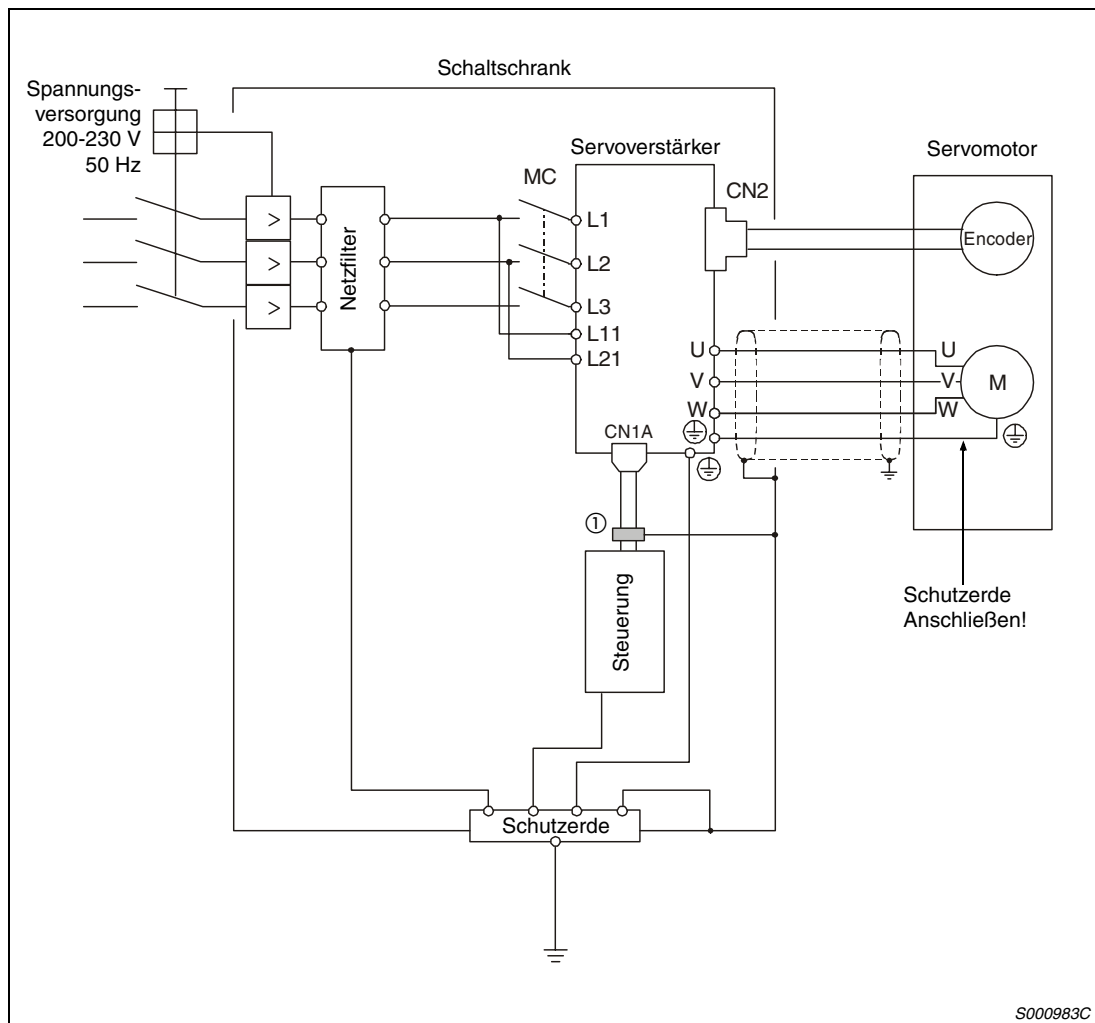 Schaltschrank
Spannungs-
versorgung
200-230 V
50 Hz
Servoverstärker
Servomotor
MC
CN2
>
>
>
Netzfilter
L1
L2
L3
L11
L21
Encoder
U
V
W
U
V
W
M
CN1A
①
Steuerung
Schutzerde
Anschließen!
Schutzerde
S000983C